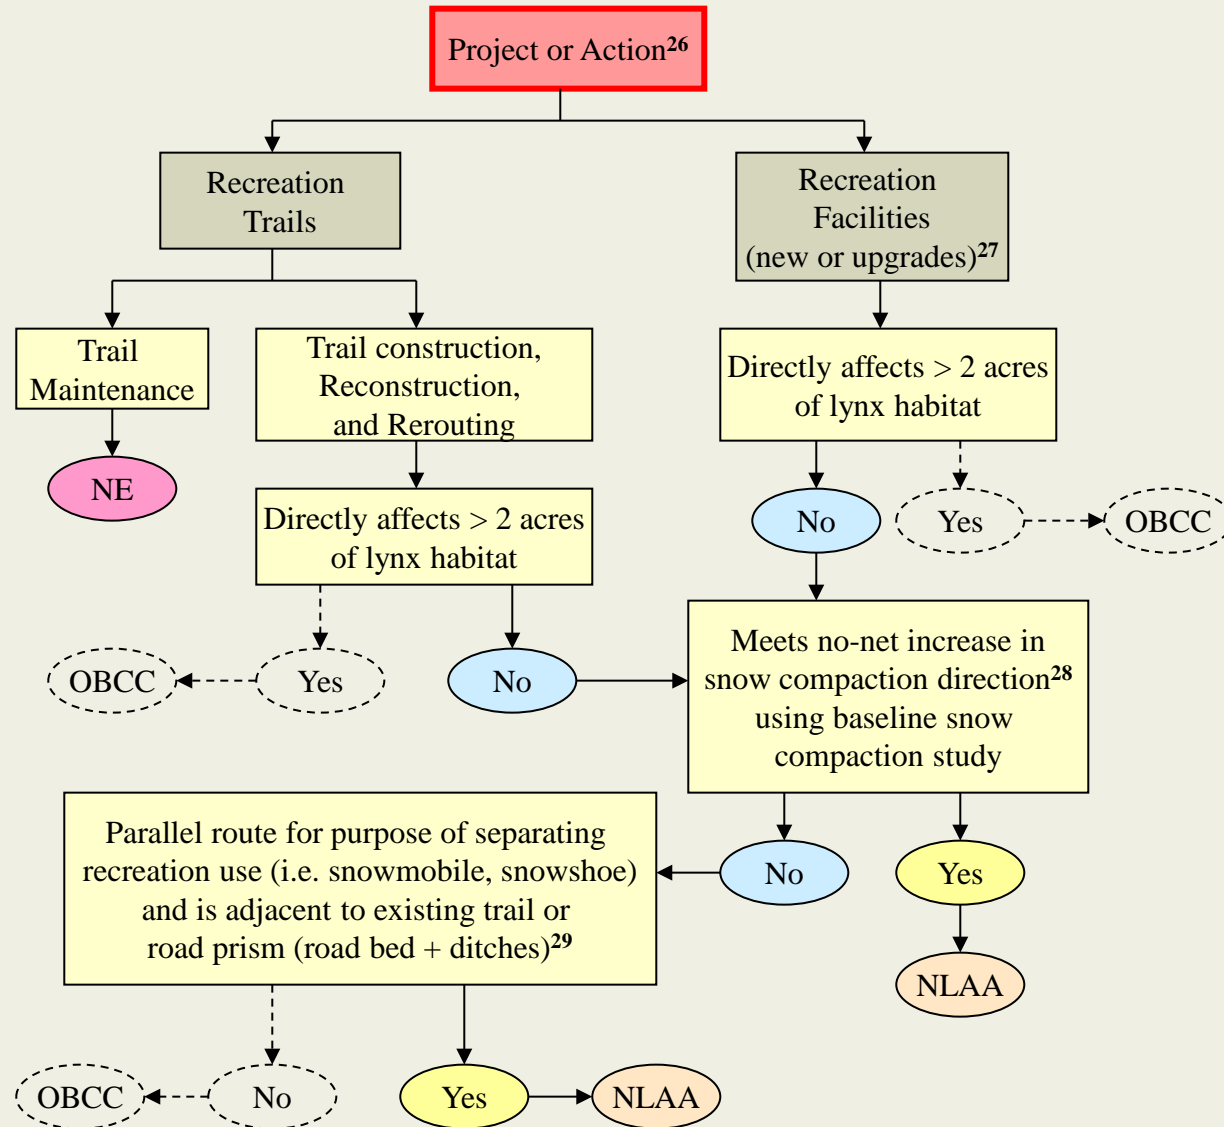 Project or Action26
Recreation
Trails
Recreation
Facilities
(new or upgrades)27
Trail
Maintenance
Trail construction,
Reconstruction,
and Rerouting
Directly affects > 2 acres
of lynx habitat
NE
Directly affects > 2 acres
of lynx habitat
No
Yes
OBCC
OBCC
Yes
No
Meets no-net increase in
snow compaction direction28
using baseline snow
compaction study
Parallel route for purpose of separating
recreation use (i.e. snowmobile, snowshoe)
and is adjacent to existing trail or
road prism (road bed + ditches)29
No
Yes
NLAA
OBCC
No
Yes
NLAA